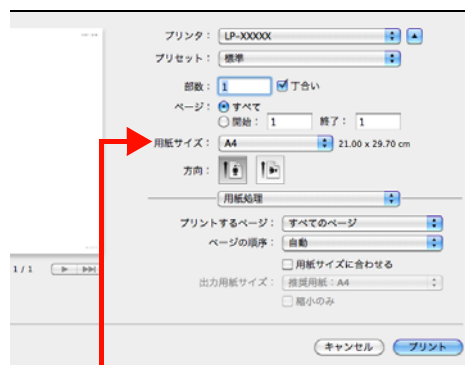 プリンタ： LP-XXXXX
プリセット： 標準
部数： 1 丁合い
ページ： すべて
開始： 1 終了： 1
用紙サイズ： A4 21.00 x 29.70 cm
方向：
用紙処理
プリントするページ： すべてのページ
ページの順序： 自動
用紙サイズに合わせる
1 / 1
出力用紙サイズ： 推奨用紙：A4
縮小のみ
キャンセル プリント